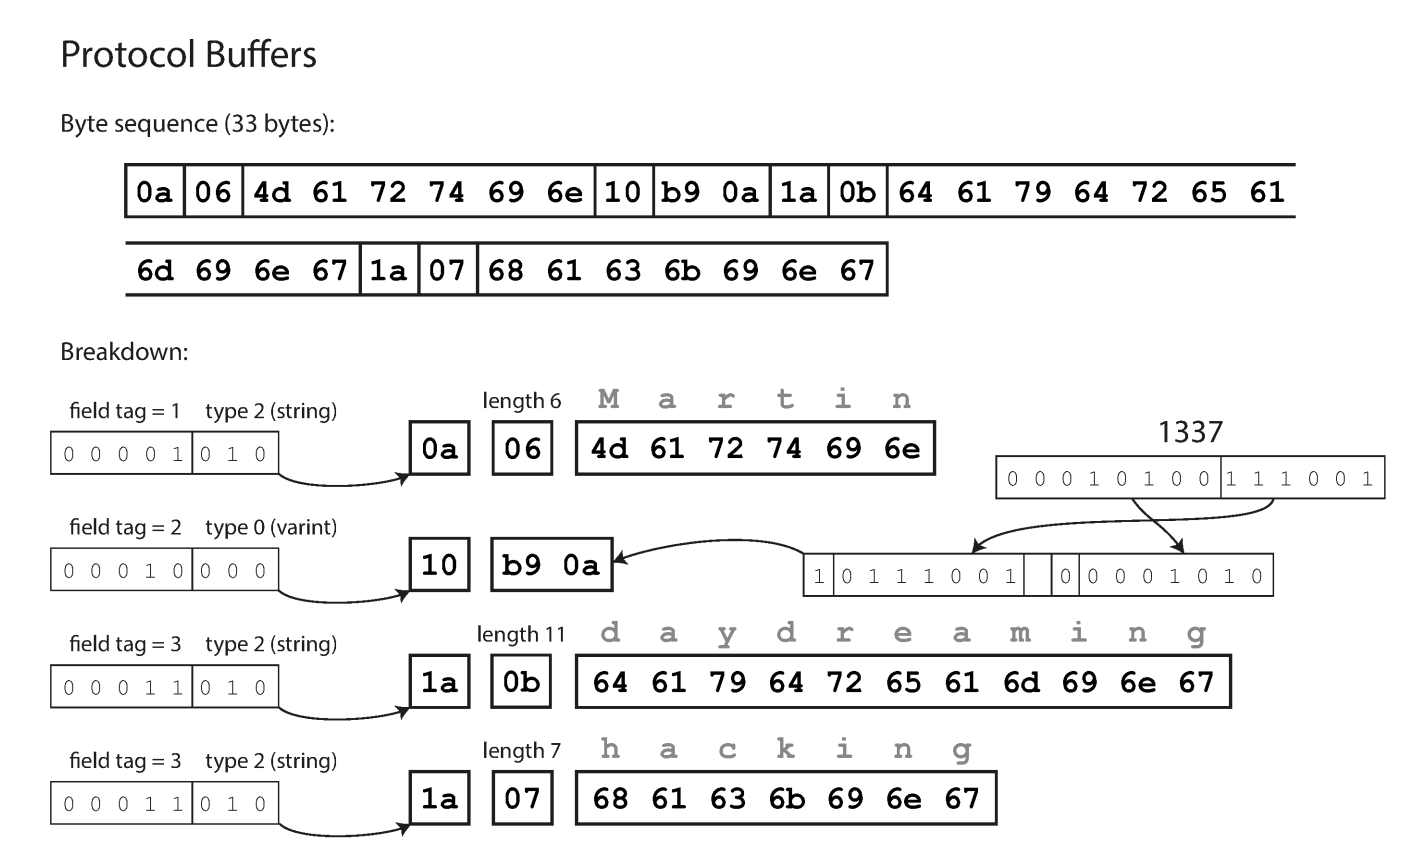 Protocol Buffers
Byte sequence (33 bytes):
0a 06 4d 61 72 74 69 6e 10 b9 0a 1a 0b 64 61 79 64 72 65 61
6d 69 6e 67 1a 07 68 61 63 6b 69 6e 67
Breakdown:
field tag = 1 type 2 (string) length 6 M a r t i n
0 0 0 0 1 0 1 0 0a 06 4d 61 72 74 69 6e
1337
0 0 0 1 0 1 0 0 1 1 1 0 0 1
field tag = 2 type 0 (varint)
0 0 0 1 0 0 0 0 10 b9 0a 1 0 1 1 1 0 0 1 0 0 0 0 1 0 1 0
field tag = 3 type 2 (string) length 11 d a y d r e a m i n g
0 0 0 1 1 0 1 0 1a 0b 64 61 79 64 72 65 61 6d 69 6e 67
field tag = 3 type 2 (string) length 7 h a c k i n g
0 0 0 1 1 0 1 0 1a 07 68 61 63 6b 69 6e 67